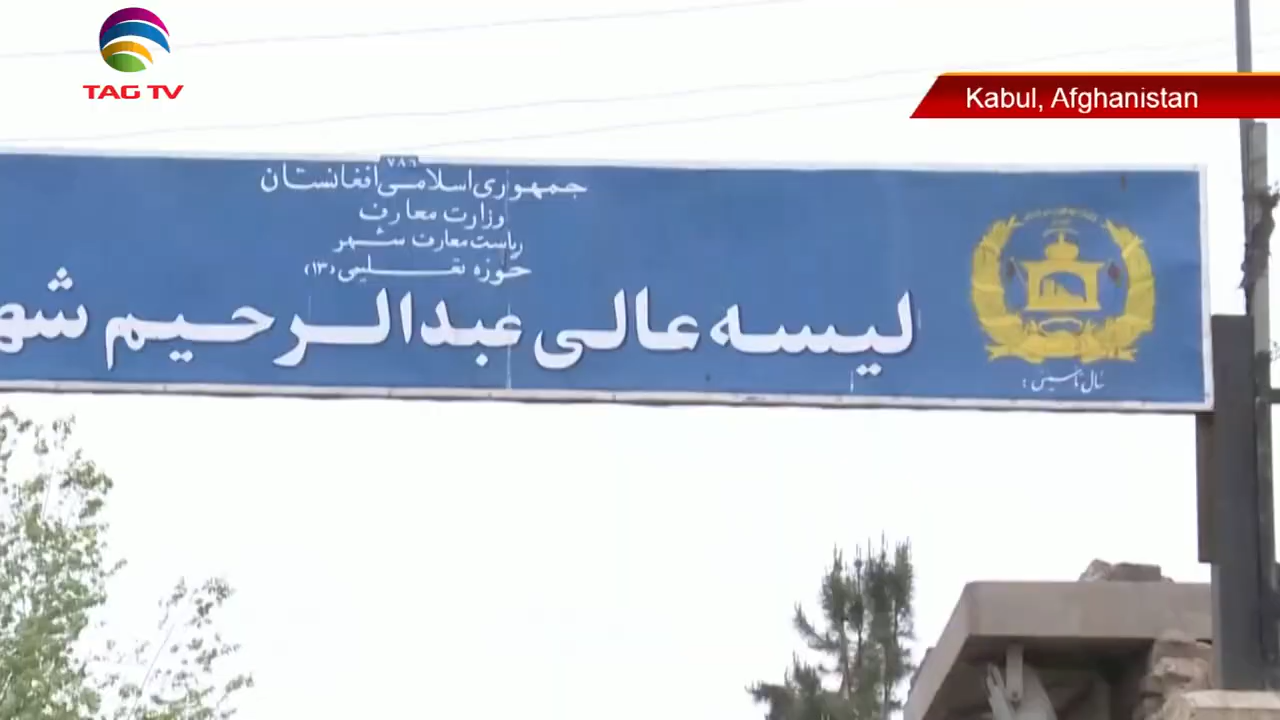 TAG TV
Kabul, Afghanistan
۷۸۶
جمهوری اسلامی افغانستان
وزارت معارف
ریاست معارف شهر
حوزه تعلیمی (۱۳)
لیسه عالی عبدالرحیم شه
سال تاسیس :